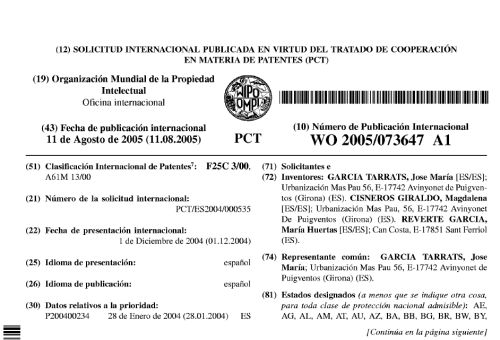 (12) SOLICITUD INTERNACIONAL PUBLICADA EN VIRTUD DEL TRATADO DE COOPERACIÓN
EN MATERIA DE PATENTES (PCT)
(19) Organización Mundial de la Propiedad
Intelectual
Oficina internacional
(43) Fecha de publicación internacional
11 de Agosto de 2005 (11.08.2005)
WIPO
OMPI
PCT
(10) Número de Publicación Internacional
WO 2005/073647 A1
(51) Clasificación Internacional de Patentes⁷: F25C 3/00,
A61M 13/00
(21) Número de la solicitud internacional:
PCT/ES2004/000535
(22) Fecha de presentación internacional:
1 de Diciembre de 2004 (01.12.2004)
(25) Idioma de presentación: español
(26) Idioma de publicación: español
(30) Datos relativos a la prioridad:
P200400234 28 de Enero de 2004 (28.01.2004) ES
(71) Solicitantes e
(72) Inventores: GARCIA TARRATS, Jose María [ES/ES];
Urbanización Mas Pau 56, E-17742 Avinyonet de Puigven-
tos (Girona) (ES). CISNEROS GIRALDO, Magdalena
[ES/ES]; Urbanización Mas Pau, 56, E-17742 Avinyonet
De Puigventos (Girona) (ES). REVERTE GARCIA,
María Huertas [ES/ES]; Can Costa, E-17851 Sant Ferriol
(ES).
(74) Representante común: GARCIA TARRATS, Jose
María; Urbanización Mas Pau 56, E-17742 Avinyonet de
Puigventos (Girona) (ES).
(81) Estados designados (a menos que se indique otra cosa,
para toda clase de protección nacional admisible): AE,
AG, AL, AM, AT, AU, AZ, BA, BB, BG, BR, BW, BY,
[Continúa en la página siguiente]